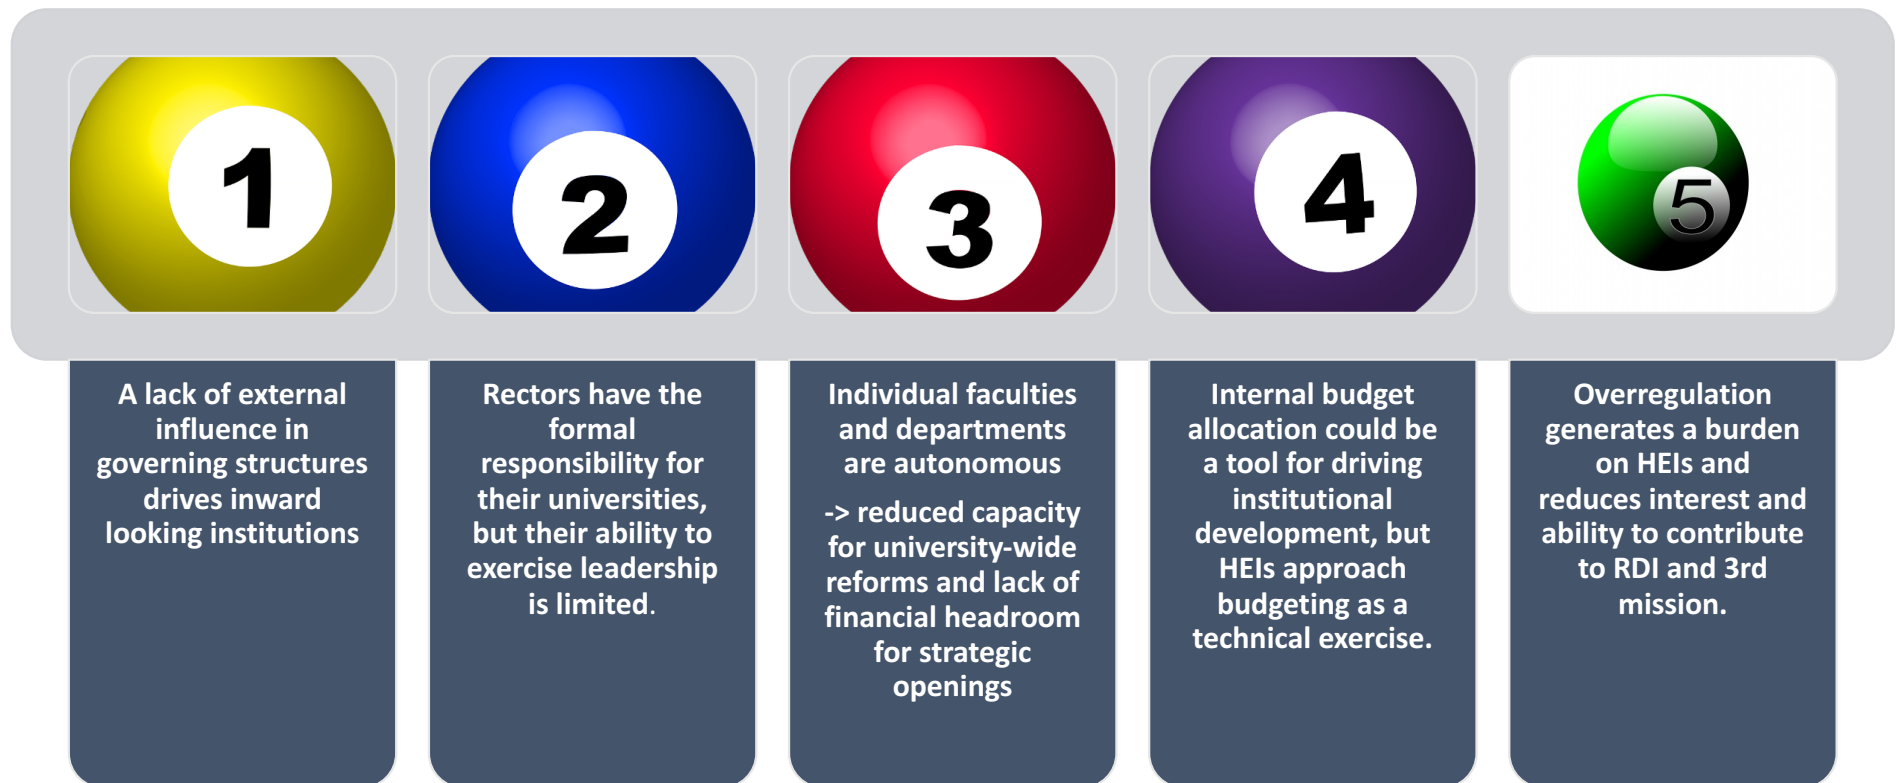 1
A lack of external
influence in
governing structures
drives inward
looking institutions
2
Rectors have the
formal
responsibility for
their universities,
but their ability to
exercise leadership
is limited.
3
Individual faculties
and departments
are autonomous
-> reduced capacity
for university-wide
reforms and lack of
financial headroom
for strategic
openings
4
Internal budget
allocation could be
a tool for driving
institutional
development, but
HEIs approach
budgeting as a
technical exercise.
5
Overregulation
generates a burden
on HEIs and
reduces interest and
ability to contribute
to RDI and 3rd
mission.